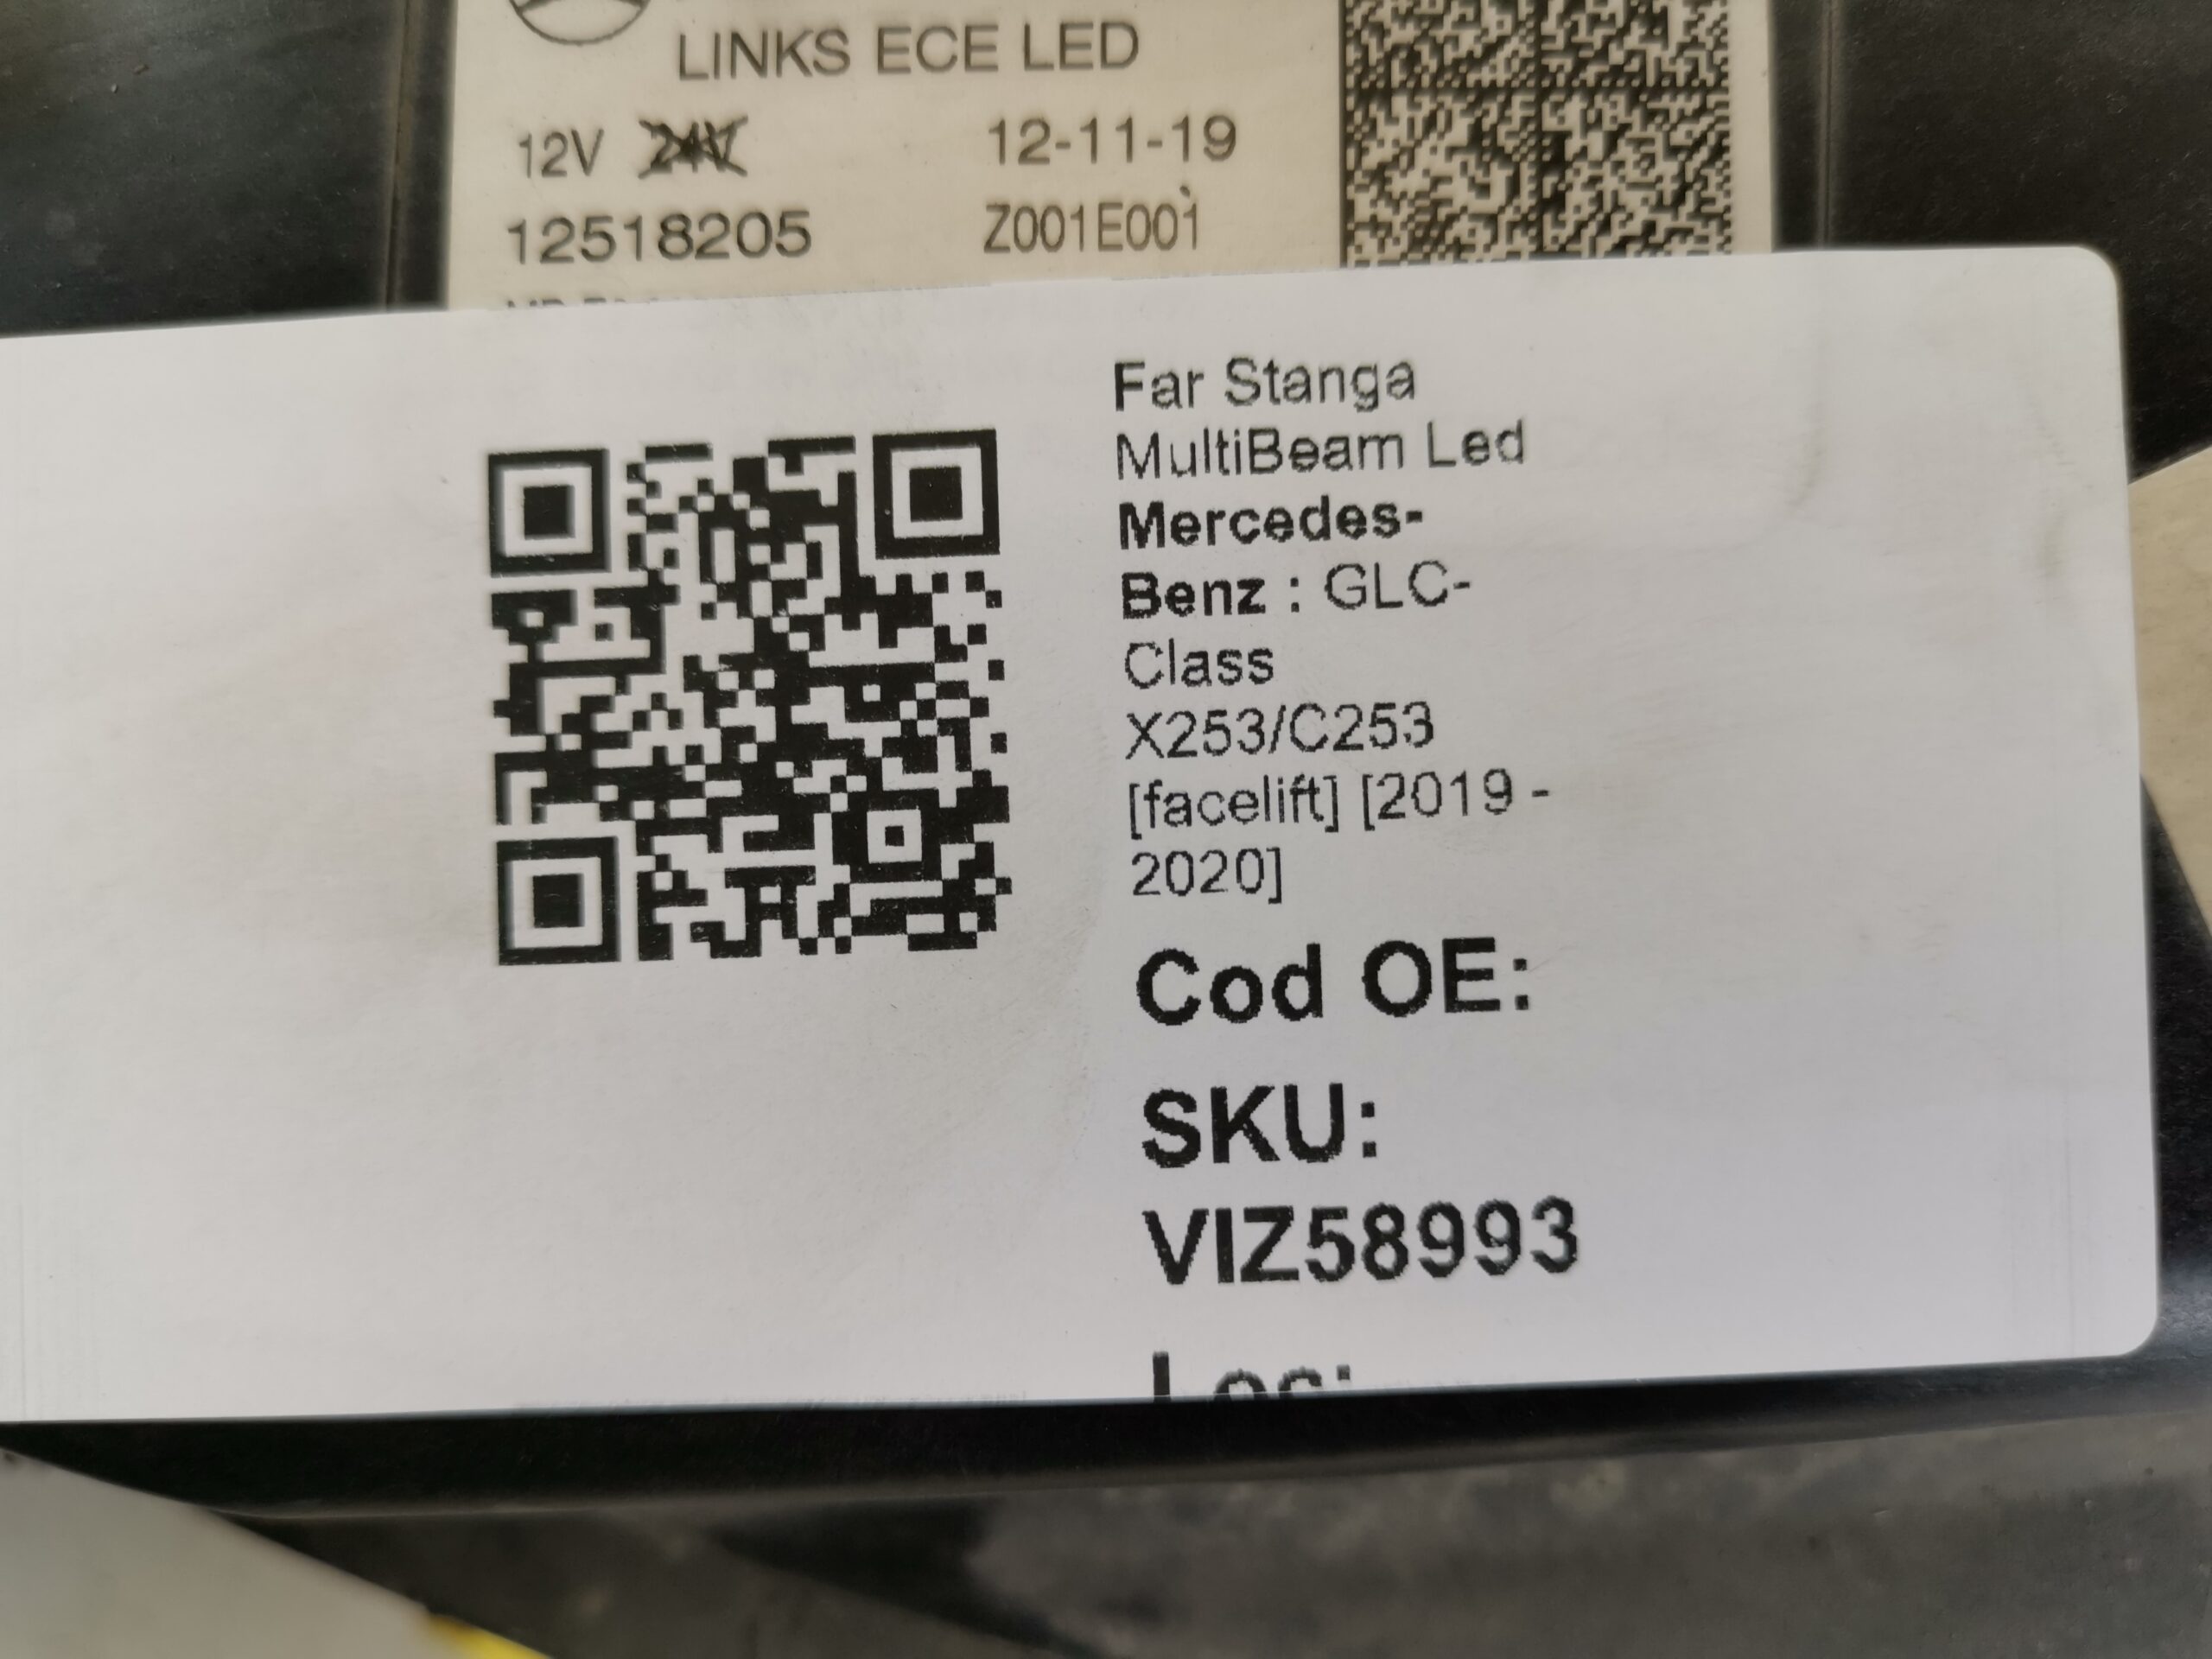 LINKS ECE LED
12V 24V 12-11-19
12518205 Z001E001
Far Stanga
MultiBeam Led
Mercedes-
Benz : GLC-
Class
X253/C253
[facelift] [2019 -
2020]
Cod OE:
SKU:
VIZ58993
Loc: